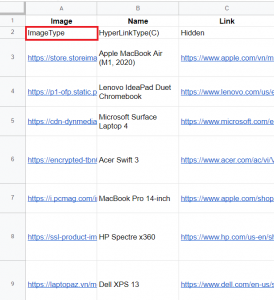 A B C
1 Image Name Link
2 ImageType HyperLinkType(C) Hidden
3 https://store.storeima Apple MacBook Air (M1, 2020) https://www.apple.com/vn/m
4 https://p1-ofp.static.p Lenovo IdeaPad Duet Chromebook https://www.lenovo.com/us/e
5 https://cdn-dynmedia Microsoft Surface Laptop 4 https://www.microsoft.com/e
6 https://encrypted-tbn Acer Swift 3 https://www.acer.com/ac/vi/V
7 https://i.pcmag.com/i MacBook Pro 14-inch https://www.apple.com/shop
8 https://ssl-product-im HP Spectre x360 https://www.hp.com/us-en/sh
9 https://laptopaz.vn/m Dell XPS 13 https://www.dell.com/en-us/